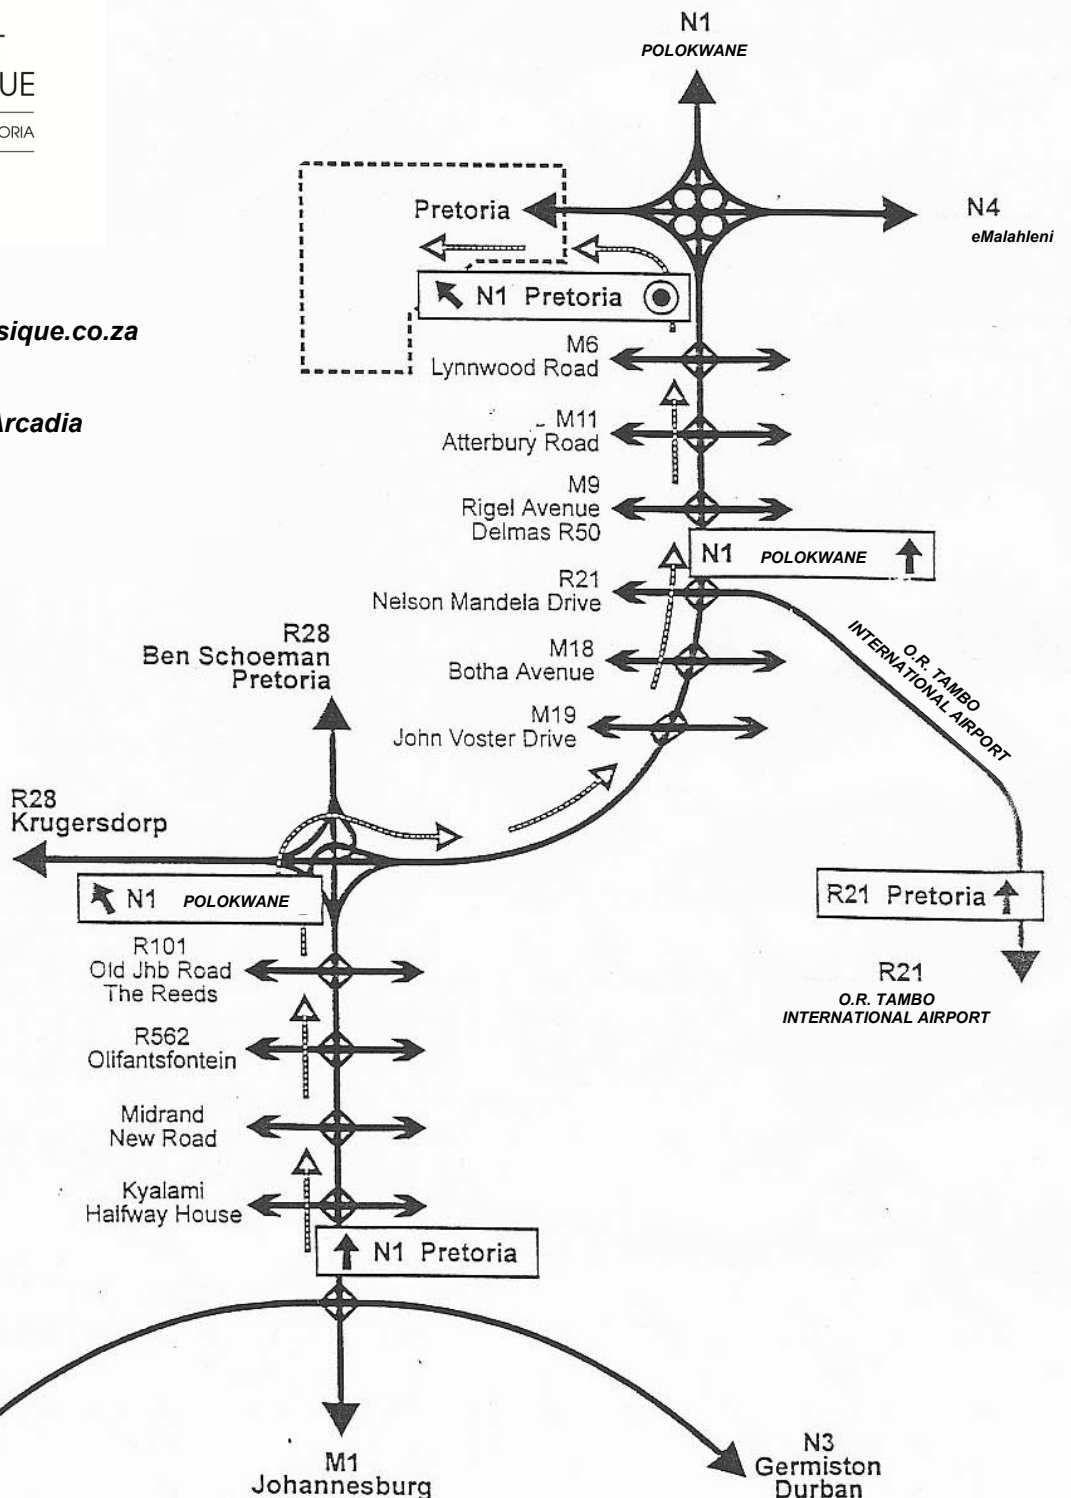 N1
POLOKWANE
UE
ORIA
Pretoria
N4
eMalahleni
N1 Pretoria
sique.co.za
M6
Lynnwood Road
Arcadia
M11
Atterbury Road
M9
Rigel Avenue
Delmas R50
N1 POLOKWANE
R21
Nelson Mandela Drive
O.R. TAMBO
INTERNATIONAL AIRPORT
R28
Ben Schoeman
Pretoria
M18
Botha Avenue
M19
John Voster Drive
R28
Krugersdorp
N1 POLOKWANE
R21 Pretoria
R101
Old Jhb Road
The Reeds
R21
O.R. TAMBO
INTERNATIONAL AIRPORT
R562
Olifantsfontein
Midrand
New Road
Kyalami
Halfway House
N1 Pretoria
M1
Johannesburg
N3
Germiston
Durban